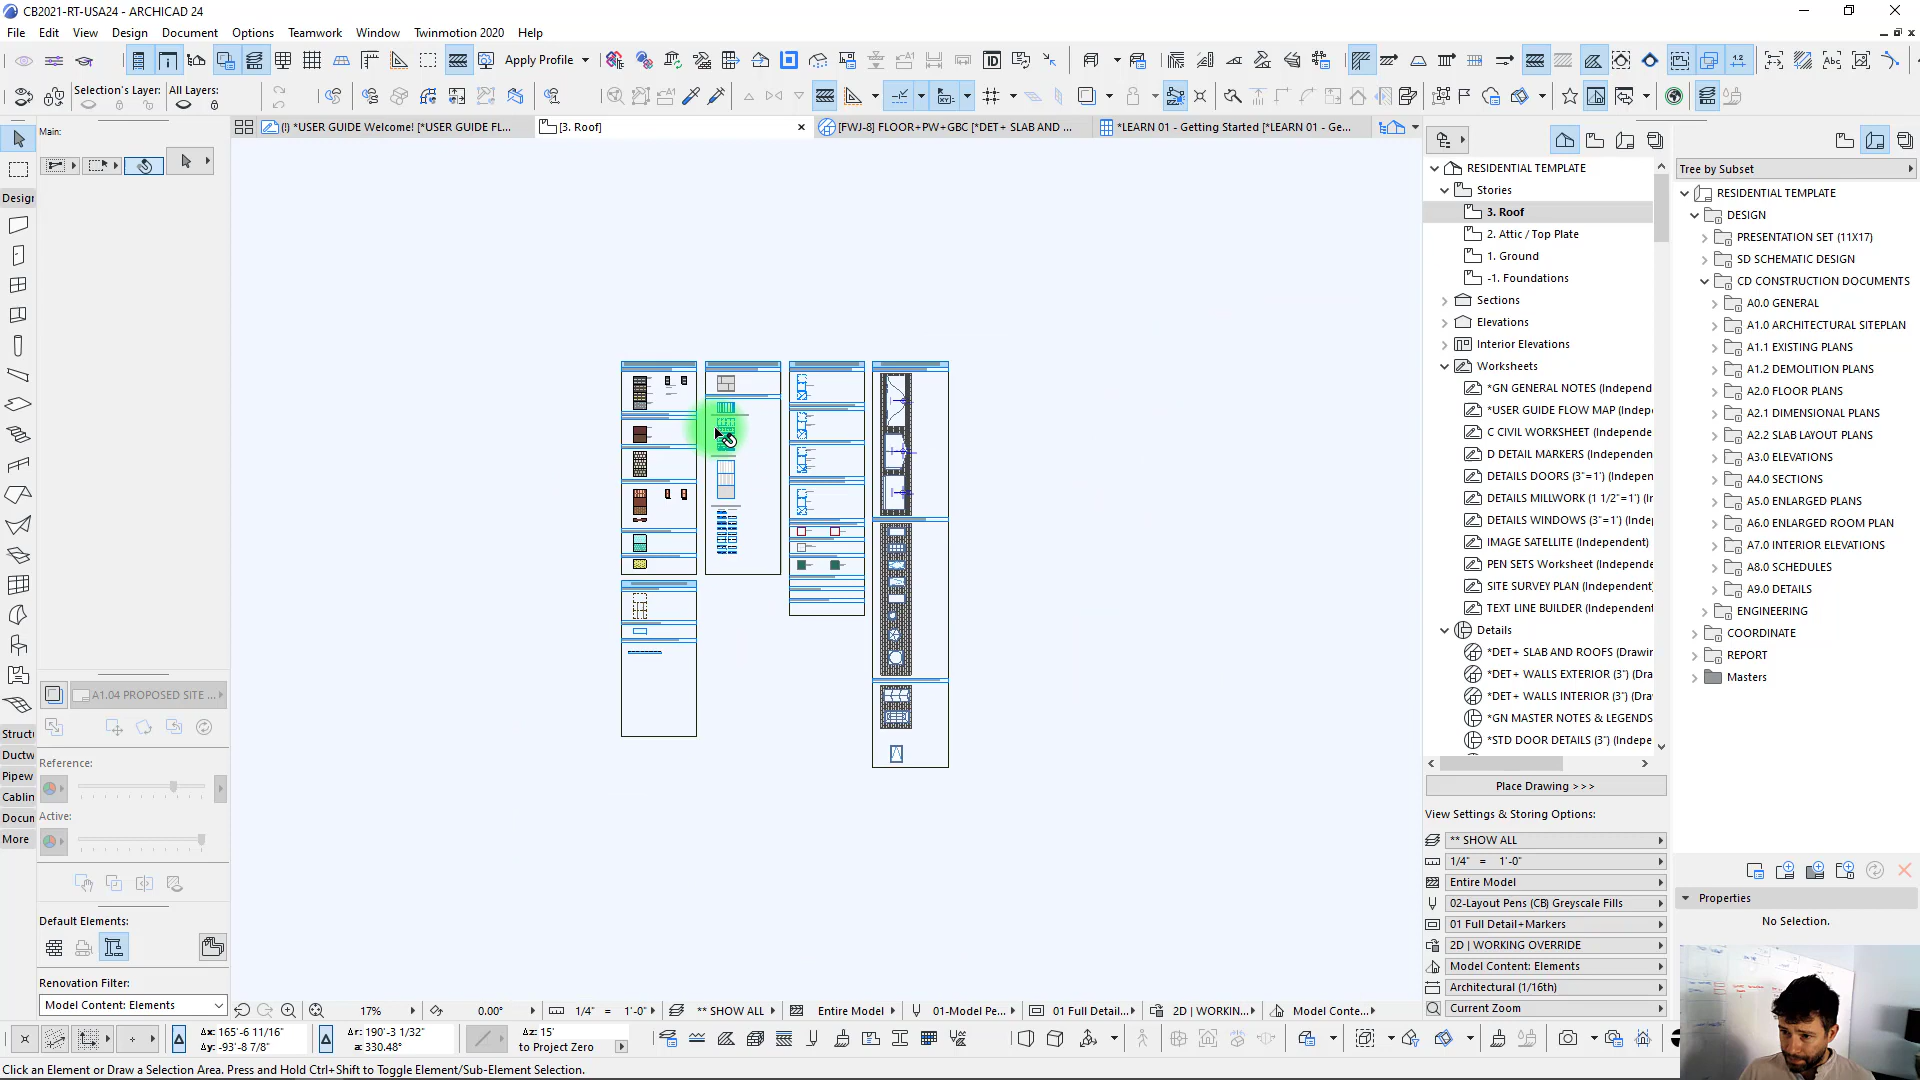 CB2021-RT-USA24 - ARCHICAD 24
File Edit View Design Document Options Teamwork Window Twinmotion 2020 Help
Apply Profile
Selection's Layer: All Layers:
Main:
(!) *USER GUIDE Welcome! [*USER GUIDE FL...
[3. Roof]
[FWJ-8] FLOOR+PW+GBC [*DET+ SLAB AND ...
*LEARN 01 - Getting Started [*LEARN 01 - Ge...
Design
Struct
Ductw
Pipew
Cablin
Docum
More
A1.04 PROPOSED SITE ...
Reference:
Active:
Default Elements:
Renovation Filter:
Model Content: Elements
RESIDENTIAL TEMPLATE
Stories
3. Roof
2. Attic / Top Plate
1. Ground
-1. Foundations
Sections
Elevations
Interior Elevations
Worksheets
*GN GENERAL NOTES (Independ
*USER GUIDE FLOW MAP (Indepe
C CIVIL WORKSHEET (Independen
D DETAIL MARKERS (Independent
DETAILS DOORS (3"=1') (Indepen
DETAILS MILLWORK (1 1/2"=1') (Ir
DETAILS WINDOWS (3"=1') (Indep
IMAGE SATELLITE (Independent)
PEN SETS Worksheet (Independen
SITE SURVEY PLAN (Independent)
TEXT LINE BUILDER (Independent)
Details
*DET+ SLAB AND ROOFS (Drawin
*DET+ WALLS EXTERIOR (3") (Dra
*DET+ WALLS INTERIOR (3") (Drav
*GN MASTER NOTES & LEGENDS
*STD DOOR DETAILS (3") (Indepe
Place Drawing >>>
View Settings & Storing Options:
** SHOW ALL
1/4" = 1'-0"
Entire Model
02-Layout Pens (CB) Greyscale Fills
01 Full Detail+Markers
2D | WORKING OVERRIDE
Model Content: Elements
Architectural (1/16th)
Current Zoom
Tree by Subset
RESIDENTIAL TEMPLATE
DESIGN
PRESENTATION SET (11X17)
SD SCHEMATIC DESIGN
CD CONSTRUCTION DOCUMENTS
A0.0 GENERAL
A1.0 ARCHITECTURAL SITEPLAN
A1.1 EXISTING PLANS
A1.2 DEMOLITION PLANS
A2.0 FLOOR PLANS
A2.1 DIMENSIONAL PLANS
A2.2 SLAB LAYOUT PLANS
A3.0 ELEVATIONS
A4.0 SECTIONS
A5.0 ENLARGED PLANS
A6.0 ENLARGED ROOM PLAN
A7.0 INTERIOR ELEVATIONS
A8.0 SCHEDULES
A9.0 DETAILS
ENGINEERING
COORDINATE
REPORT
Masters
Properties
No Selection.
17% 0.00° 1/4" = 1'-0" ** SHOW ALL Entire Model 01-Model Pe... 01 Full Detail... 2D | WORKIN... Model Conte...
Δx: 165'-6 11/16" Δr: 190'-3 1/32" Δz: 15'
Δy: -93'-8 7/8" a: 330.48° to Project Zero
Click an Element or Draw a Selection Area. Press and Hold Ctrl+Shift to Toggle Element/Sub-Element Selection.